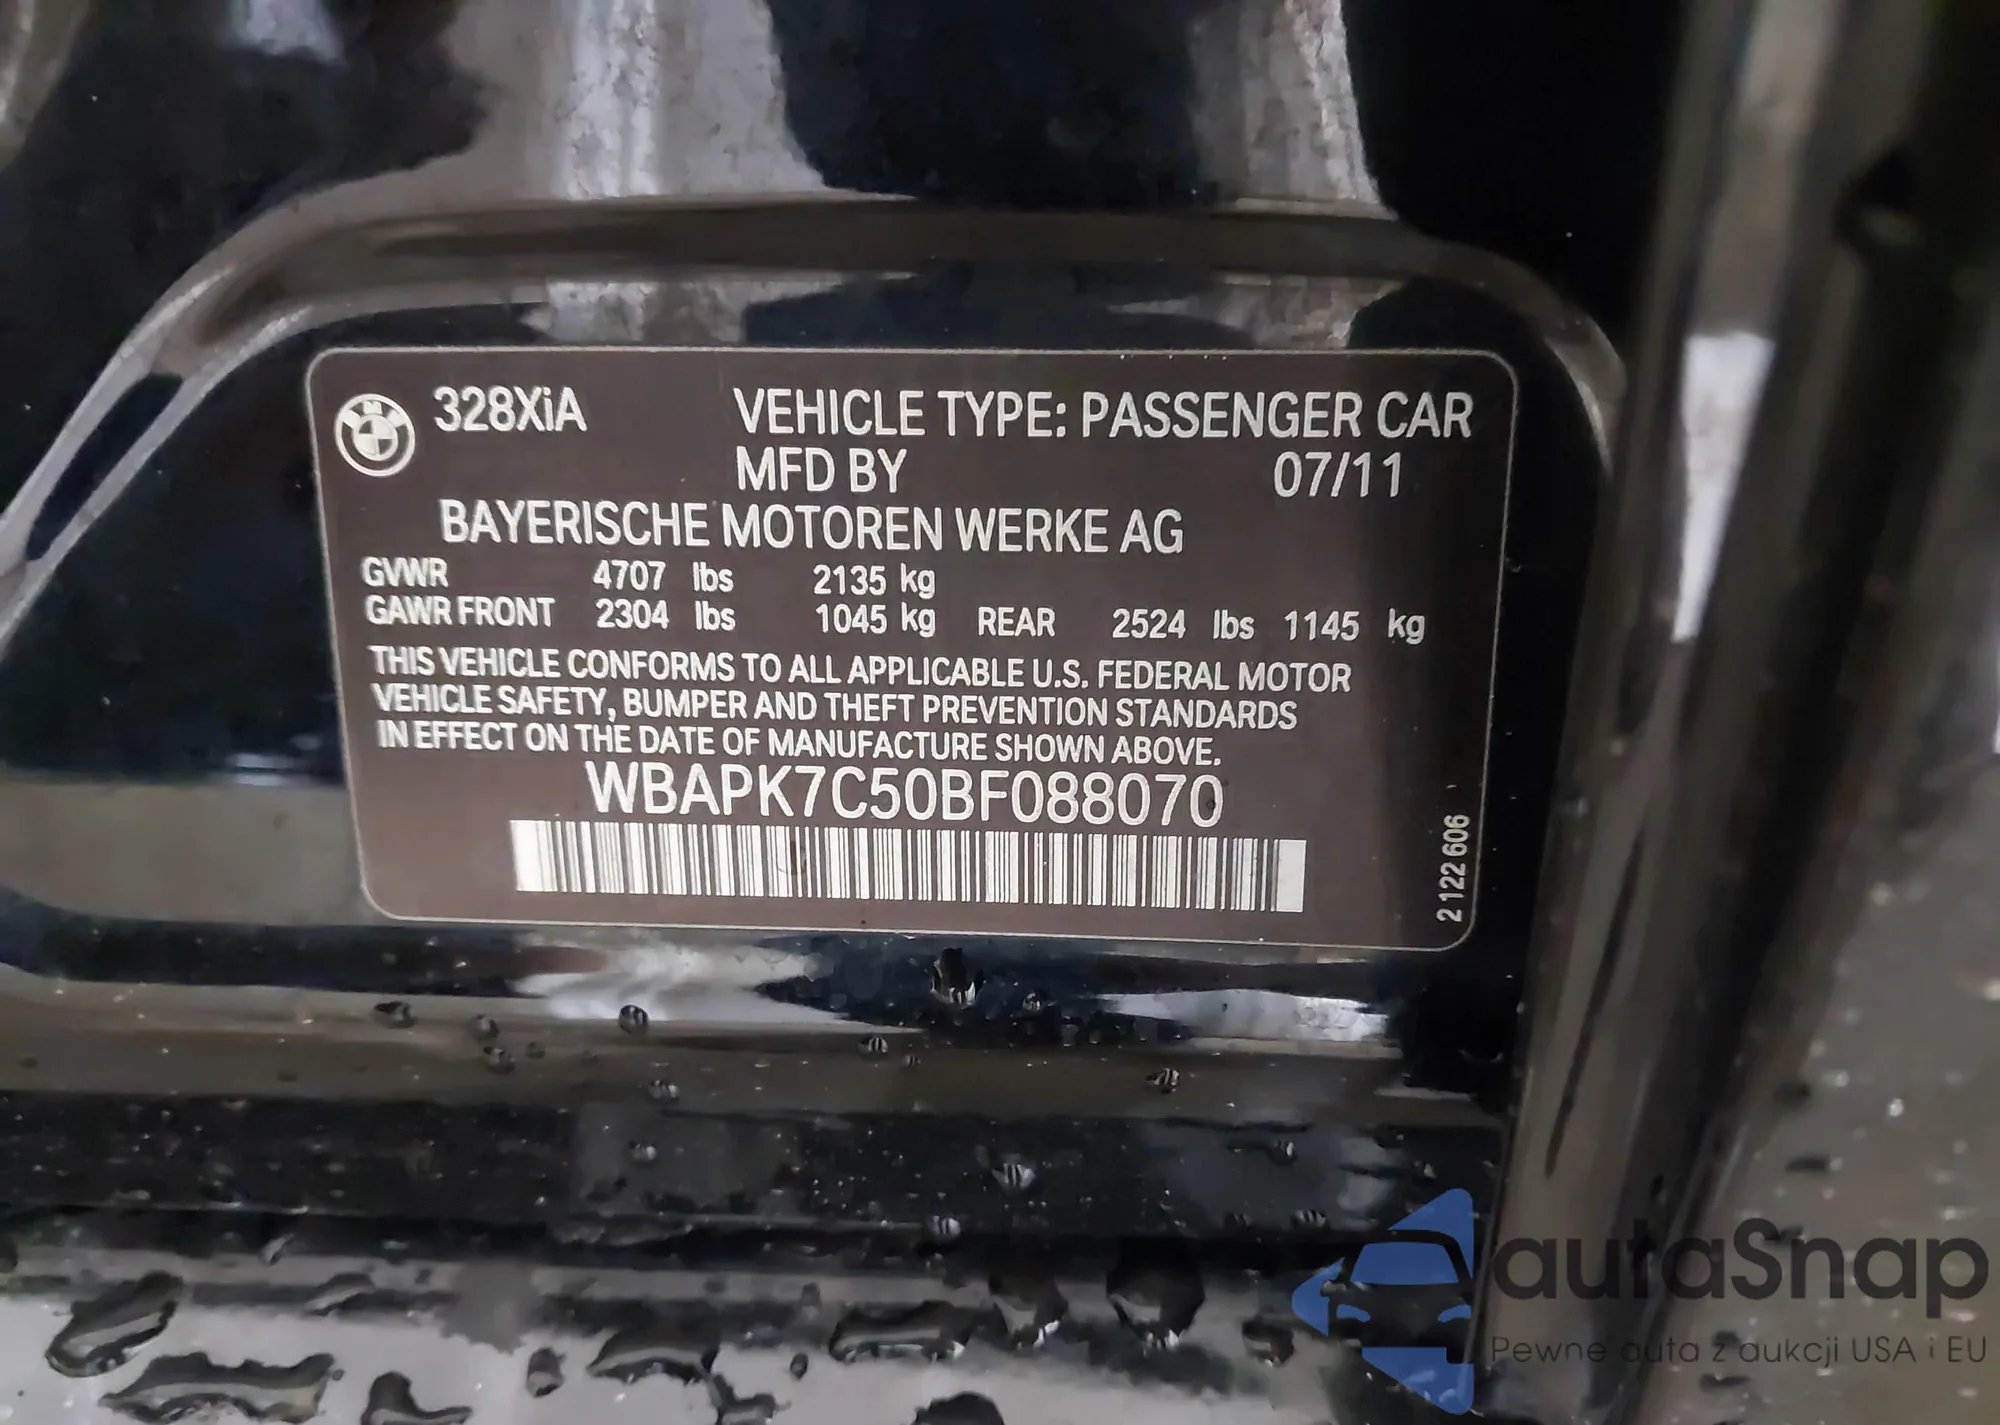 328XiA VEHICLE TYPE: PASSENGER CAR
MFD BY 07/11
BAYERISCHE MOTOREN WERKE AG
GVWR 4707 lbs 2135 kg
GAWR FRONT 2304 lbs 1045 kg REAR 2524 lbs 1145 kg
THIS VEHICLE CONFORMS TO ALL APPLICABLE U.S. FEDERAL MOTOR
VEHICLE SAFETY, BUMPER AND THEFT PREVENTION STANDARDS
IN EFFECT ON THE DATE OF MANUFACTURE SHOWN ABOVE.
WBAPK7C50BF088070
2122606
autaSnap
Pewne auta z aukcji USA i EU